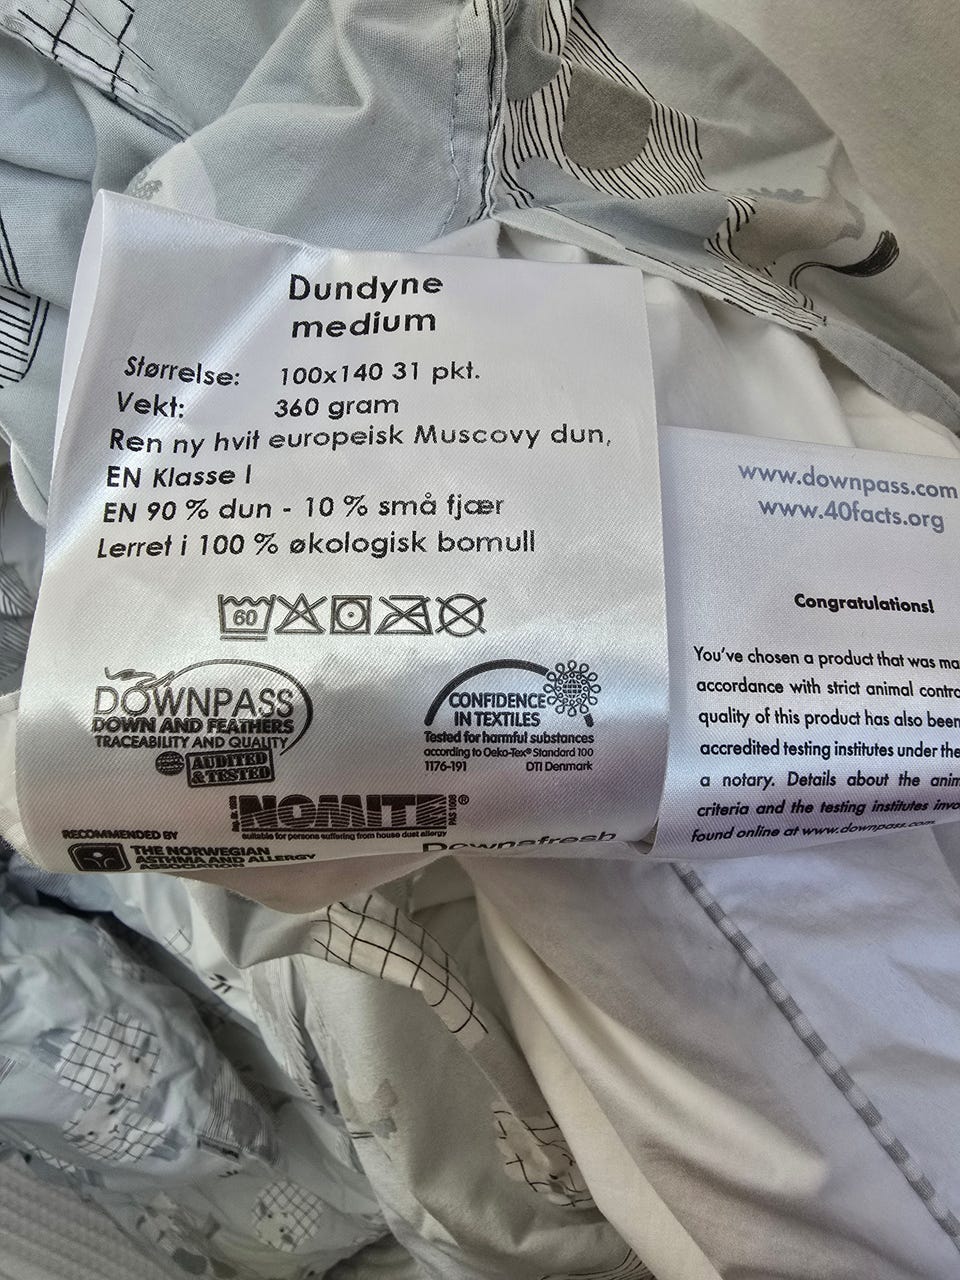 Dundyne
medium
Størrelse: 100x140 31 pkt.
Vekt: 360 gram
Ren ny hvit europeisk Muscovy dun,
EN Klasse I
EN 90 % dun - 10 % små fjær
Lerret i 100 % økologisk bomull
60
DOWNPASS
DOWN AND FEATHERS
TRACEABILITY AND QUALITY
AUDITED
& TESTED
CONFIDENCE
IN TEXTILES
Tested for harmful substances
according to Oeko-Tex® Standard 100
1176-191 DTI Denmark
NOMITE®
PAS 1008
suitable for persons suffering from house dust allergy
RECOMMENDED BY
THE NORWEGIAN
ASTHMA AND ALLERGY
ASSOCIATION
Downafresh
www.downpass.com
www.40facts.org
Congratulations!
You've chosen a product that was ma
accordance with strict animal contro
quality of this product has also been
accredited testing institutes under the
a notary. Details about the anim
criteria and the testing institutes invo
found online at www.downpass.com